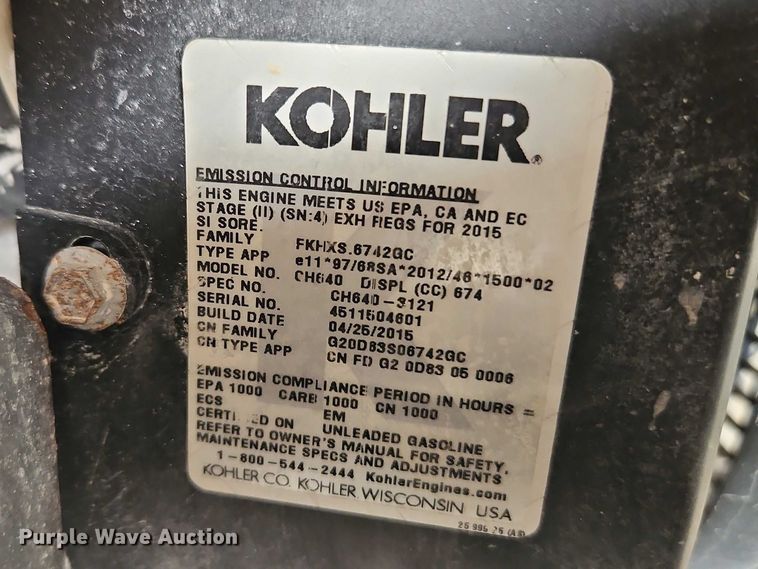 KOHLER®
EMISSION CONTROL INFORMATION
THIS ENGINE MEETS US EPA, CA AND EC
STAGE (II) (SN:4) EXH REGS FOR 2015
SI SORE.
FAMILY FKHXS.6742GC
TYPE APP e11*97/68SA*2012/46*1500*02
MODEL NO. CH640 DISPL (CC) 674
SPEC NO. CH640-3121
SERIAL NO. 4511504601
BUILD DATE 04/25/2015
CN FAMILY G20D83S06742GC
CN TYPE APP CN FD G2 0D83 05 0006
EMISSION COMPLIANCE PERIOD IN HOURS =
EPA 1000 CARB 1000 CN 1000
ECS EM
CERTIFIED ON UNLEADED GASOLINE
REFER TO OWNER'S MANUAL FOR SAFETY,
MAINTENANCE SPECS AND ADJUSTMENTS
1-800-544-2444 KohlerEngines.com
KOHLER CO. KOHLER, WISCONSIN USA
Purple Wave Auction